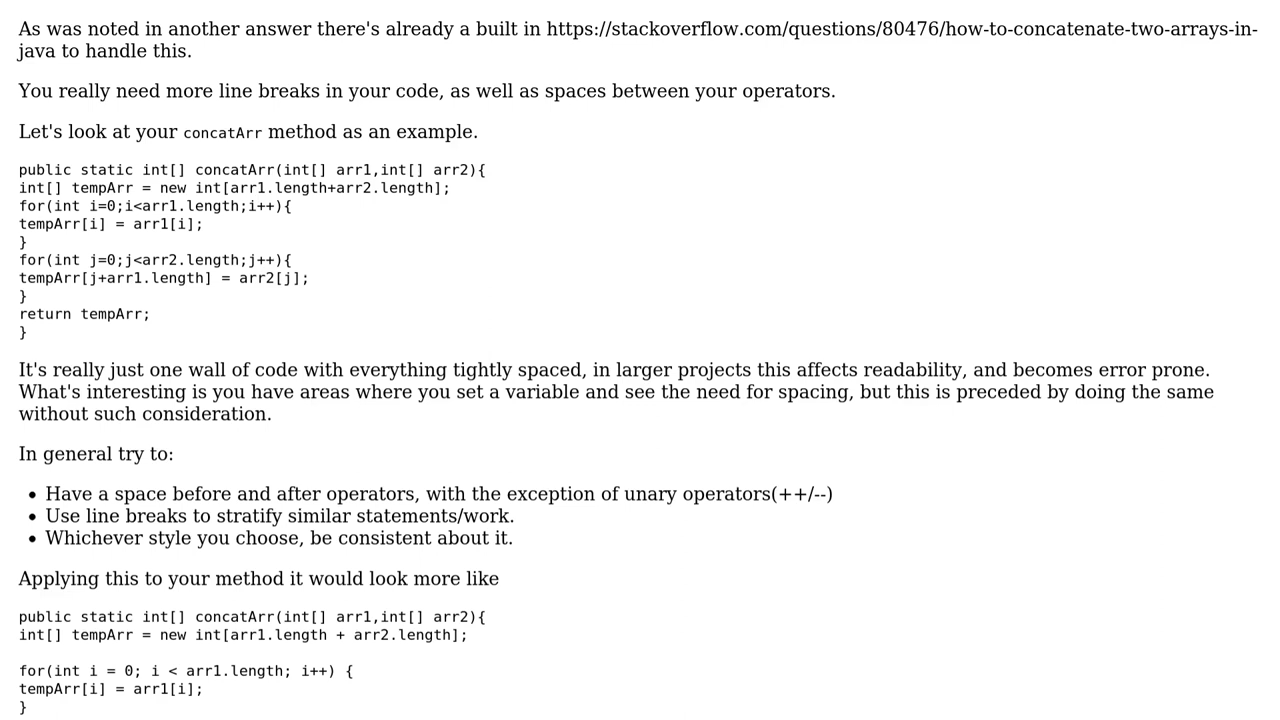 As was noted in another answer there's already a built in https://stackoverflow.com/questions/80476/how-to-concatenate-two-arrays-in-
java to handle this.
You really need more line breaks in your code, as well as spaces between your operators.
Let's look at your concatArr method as an example.
public static int[] concatArr(int[] arr1,int[] arr2){
int[] tempArr = new int[arr1.length+arr2.length];
for(int i=0;i<arr1.length;i++){
tempArr[i] = arr1[i];
}
for(int j=0;j<arr2.length;j++){
tempArr[j+arr1.length] = arr2[j];
}
return tempArr;
}
It's really just one wall of code with everything tightly spaced, in larger projects this affects readability, and becomes error prone.
What's interesting is you have areas where you set a variable and see the need for spacing, but this is preceded by doing the same
without such consideration.
In general try to:
• Have a space before and after operators, with the exception of unary operators(++/--)
• Use line breaks to stratify similar statements/work.
• Whichever style you choose, be consistent about it.
Applying this to your method it would look more like
public static int[] concatArr(int[] arr1,int[] arr2){
int[] tempArr = new int[arr1.length + arr2.length];
for(int i = 0; i < arr1.length; i++) {
tempArr[i] = arr1[i];
}